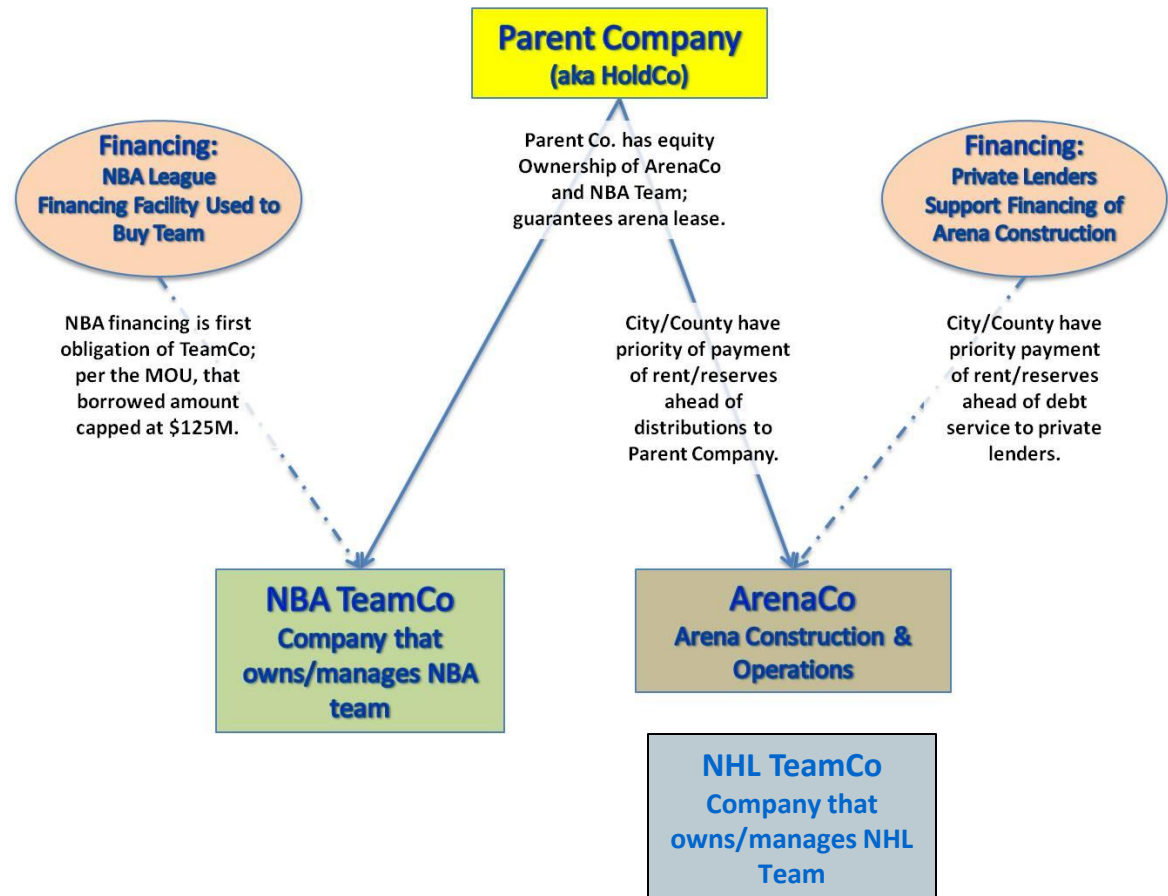 Parent Company
(aka HoldCo)
Parent Co. has equity
Ownership of ArenaCo
and NBA Team;
guarantees arena lease.
Financing:
NBA League
Financing Facility Used to
Buy Team
Financing:
Private Lenders
Support Financing of
Arena Construction
NBA financing is first
obligation of TeamCo;
per the MOU, that
borrowed amount
capped at $125M.
City/County have
priority of payment
of rent/reserves
ahead of
distributions to
Parent Company.
City/County have
priority payment
of rent/reserves
ahead of debt
service to private
lenders.
NBA TeamCo
Company that
owns/manages NBA
team
ArenaCo
Arena Construction &
Operations
NHL TeamCo
Company that
owns/manages NHL
Team